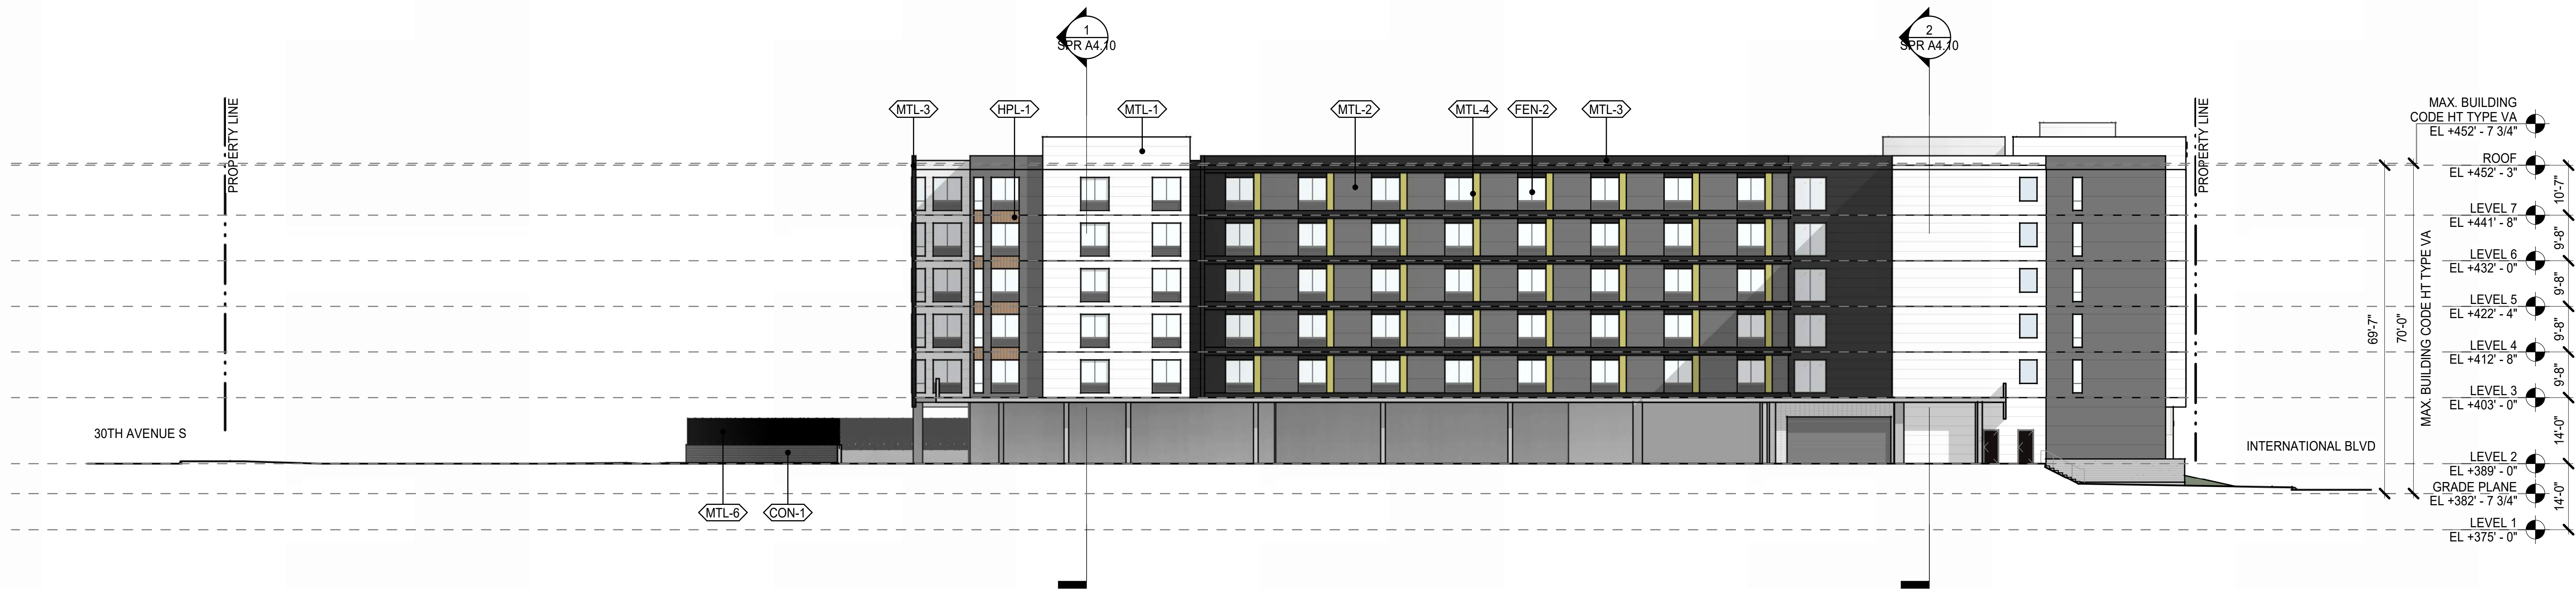 1
SPR A4.10
2
SPR A4.10
MTL-3
HPL-1
MTL-1
MTL-2
MTL-4
FEN-2
MTL-3
PROPERTY LINE
PROPERTY LINE
MAX. BUILDING
CODE HT TYPE VA
EL +452' - 7 3/4"
ROOF
EL +452' - 3"
10'-7"
LEVEL 7
EL +441' - 8"
9'-8"
LEVEL 6
EL +432' - 0"
9'-8"
LEVEL 5
EL +422' - 4"
9'-8"
LEVEL 4
EL +412' - 8"
9'-8"
LEVEL 3
EL +403' - 0"
14'-0"
LEVEL 2
EL +389' - 0"
GRADE PLANE
EL +382' - 7 3/4"
14'-0"
LEVEL 1
EL +375' - 0"
69'-7"
70'-0"
MAX. BUILDING CODE HT TYPE VA
30TH AVENUE S
INTERNATIONAL BLVD
MTL-6
CON-1